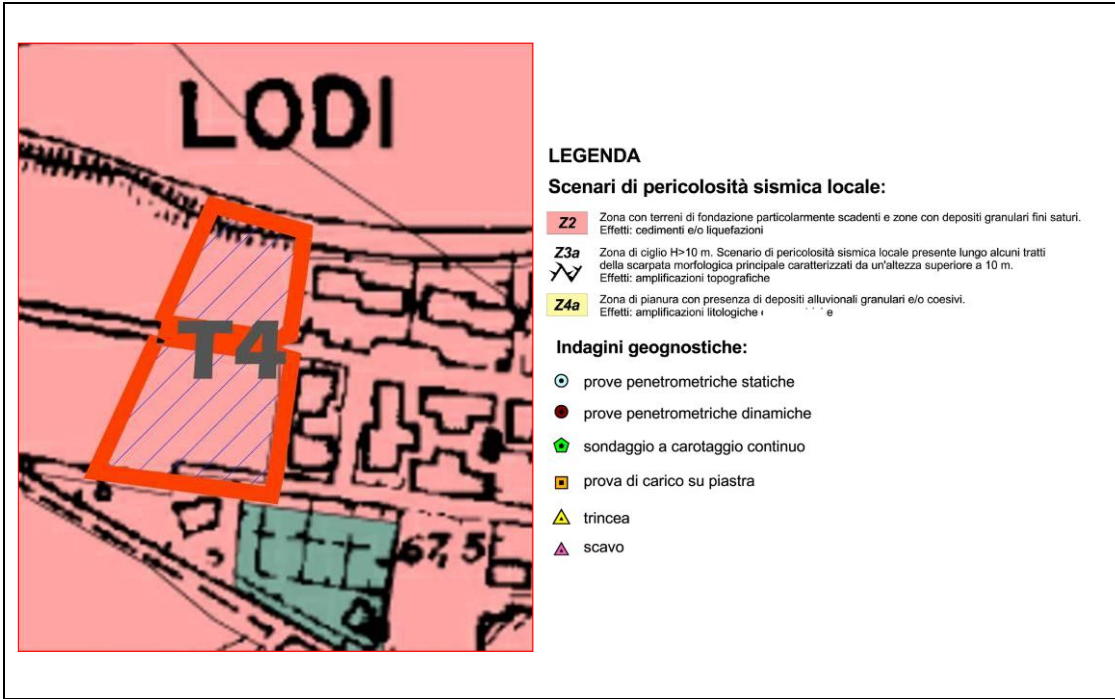 LODI
T4
67,5
LEGENDA
Scenari di pericolosità sismica locale:
Z2
Zona con terreni di fondazione particolarmente scadenti e zone con depositi granulari fini saturi.
Effetti: cedimenti e/o liquefazioni
Z3a
Zona di ciglio H>10 m. Scenario di pericolosità sismica locale presente lungo alcuni tratti
della scarpata morfologica principale caratterizzati da un'altezza superiore a 10 m.
Effetti: amplificazioni topografiche
Z4a
Zona di pianura con presenza di depositi alluvionali granulari e/o coesivi.
Effetti: amplificazioni litologiche
Indagini geognostiche:
prove penetrometriche statiche
prove penetrometriche dinamiche
sondaggio a carotaggio continuo
prova di carico su piastra
trincea
scavo